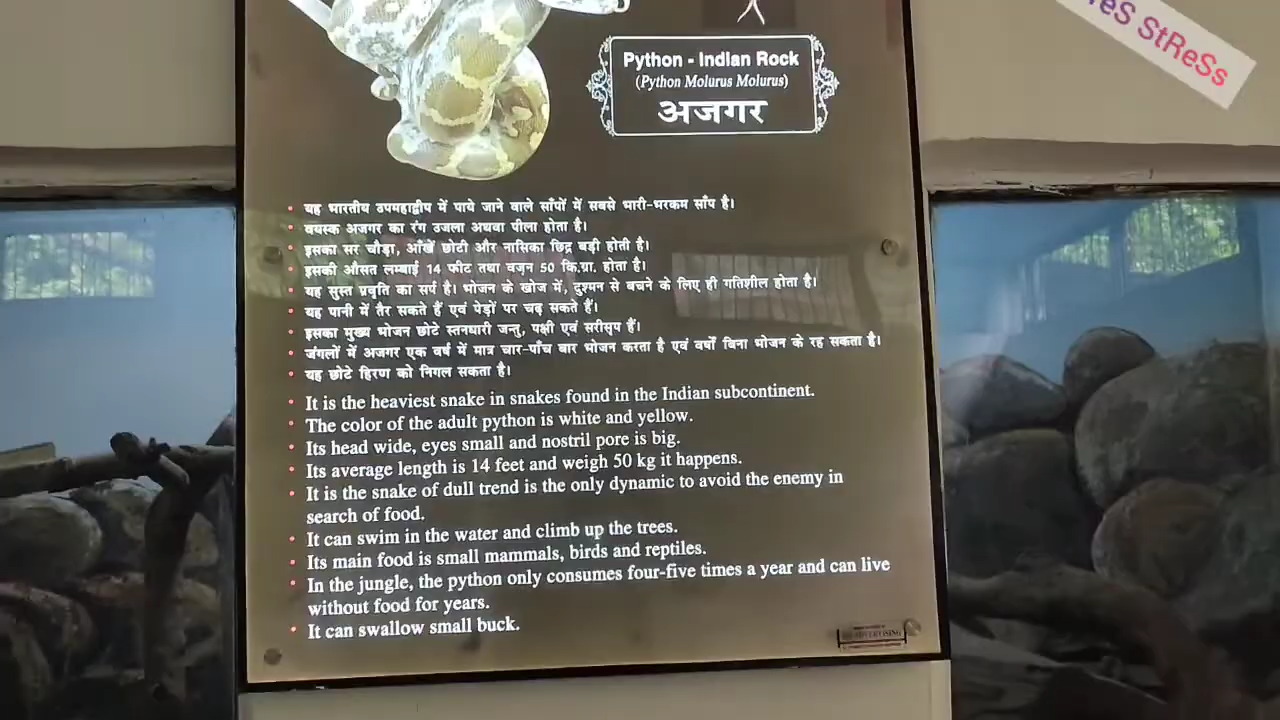 eS StReSs
Python - Indian Rock
(Python Molurus Molurus)
अजगर
• यह भारतीय उपमहाद्वीप में पाये जाने वाले साँपों में सबसे भारी-भरकम साँप है।
• वयस्क अजगर का रंग उजला अथवा पीला होता है।
• इसका सर चौड़ा, आँखें छोटी और नासिका छिद्र बड़ी होती है।
• इसकी औसत लम्बाई 14 फीट तथा वजन 50 कि.ग्रा. होता है।
• यह सुस्त प्रवृति का सर्प है। भोजन के खोज में, दुश्मन से बचने के लिए ही गतिशील होता है।
• यह पानी में तैर सकते हैं एवं पेड़ों पर चढ़ सकते हैं।
• इसका मुख्य भोजन छोटे स्तनधारी जन्तु, पक्षी एवं सरीसृप हैं।
• जंगलों में अजगर एक वर्ष में मात्र चार-पाँच बार भोजन करता है एवं वर्षों बिना भोजन के रह सकता है।
• यह छोटे हिरण को निगल सकता है।
• It is the heaviest snake in snakes found in the Indian subcontinent.
• The color of the adult python is white and yellow.
• Its head wide, eyes small and nostril pore is big.
• Its average length is 14 feet and weigh 50 kg it happens.
• It is the snake of dull trend is the only dynamic to avoid the enemy in
search of food.
• It can swim in the water and climb up the trees.
• Its main food is small mammals, birds and reptiles.
• In the jungle, the python only consumes four-five times a year and can live
without food for years.
• It can swallow small buck.
ADVERTISING